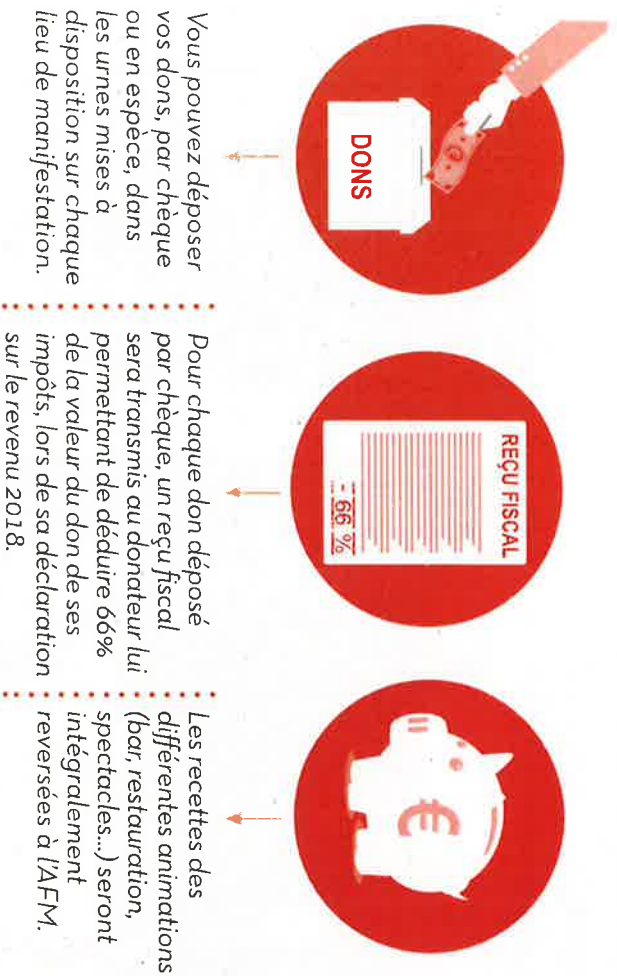 DONS
Vous pouvez déposer
vos dons, par chèque
ou en espèce, dans
les urnes mises à
disposition sur chaque
lieu de manifestation.
REÇU FISCAL
- 66 %
Pour chaque don déposé
par chèque, un reçu fiscal
sera transmis au donateur lui
permettant de déduire 66%
de la valeur du don de ses
impôts, lors de sa déclaration
sur le revenu 2018.
€
Les recettes des
différentes animations
(bar, restauration,
spectacles...) seront
intégralement
reversées à l'AFM.